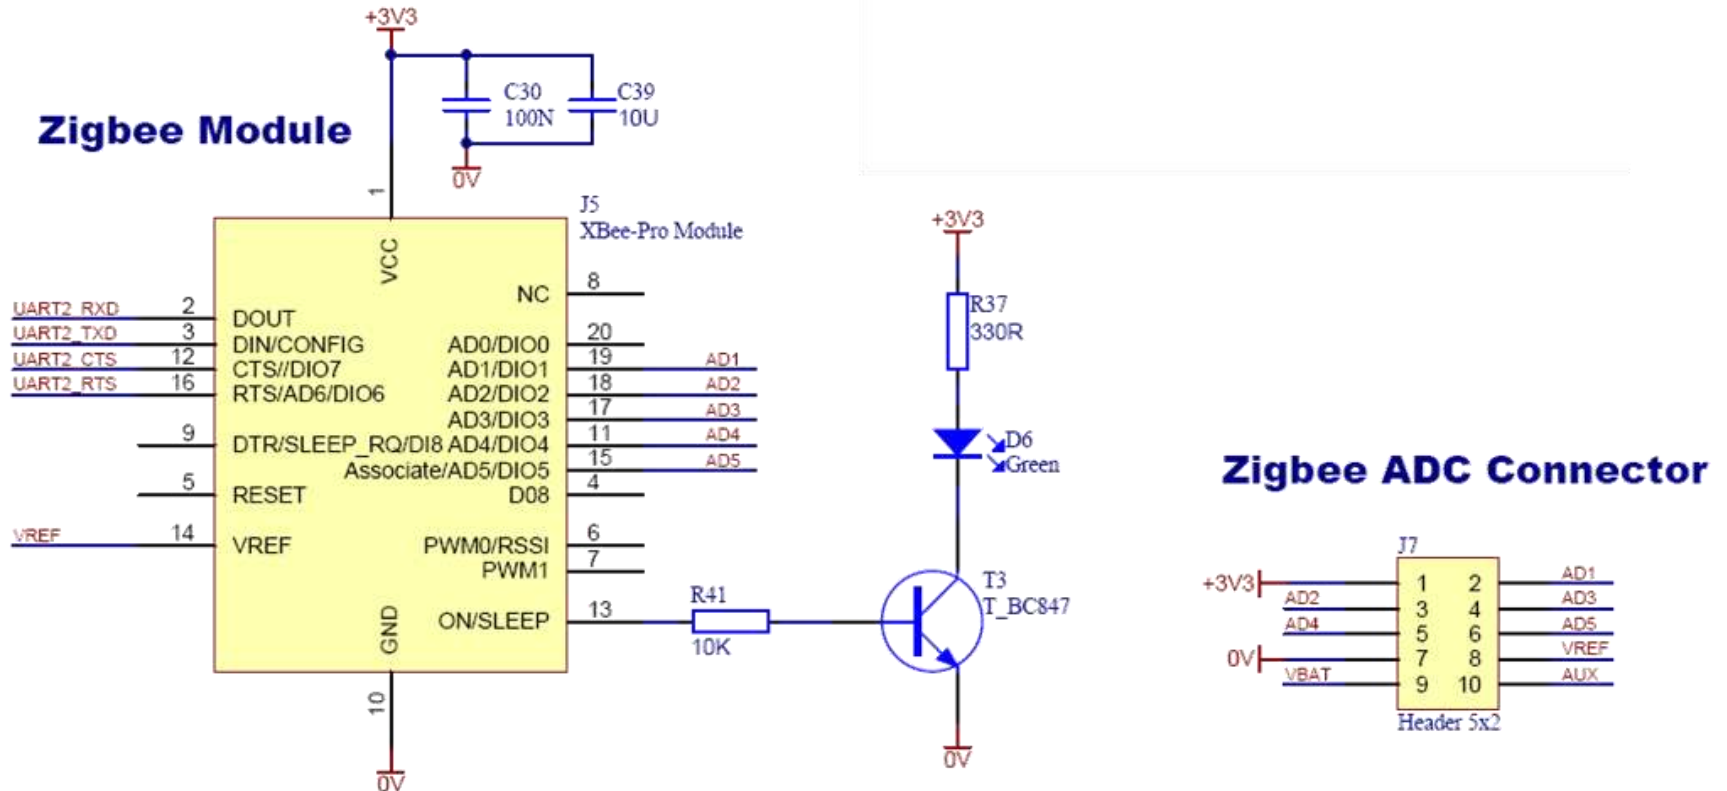 +3V3
C30
100N
C39
10U
0V
Zigbee Module
J5
XBee-Pro Module
1
VCC
UART2_RXD 2 DOUT
UART2_TXD 3 DIN/CONFIG
UART2_CTS 12 CTS//DIO7
UART2_RTS 16 RTS/AD6/DIO6
9 DTR/SLEEP_RQ/DI8
5 RESET
VREF 14 VREF
NC 8
AD0/DIO0 20
AD1/DIO1 19 AD1
AD2/DIO2 18 AD2
AD3/DIO3 17 AD3
AD4/DIO4 11 AD4
Associate/AD5/DIO5 15 AD5
D08 4
PWM0/RSSI 6
PWM1 7
ON/SLEEP 13
GND
10
0V
R41
10K
+3V3
R37
330R
D6
Green
T3
T_BC847
0V
Zigbee ADC Connector
J7
+3V3 1 2 AD1
AD2 3 4 AD3
AD4 5 6 AD5
0V 7 8 VREF
VBAT 9 10 AUX
Header 5x2